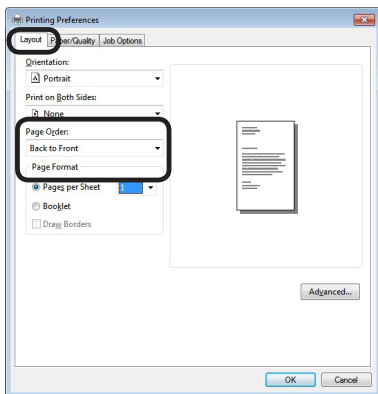 Printing Preferences
Layout Paper/Quality Job Options
Orientation:
Portrait
Print on Both Sides:
None
Page Order:
Back to Front
Page Format
Pages per Sheet 1
Booklet
Draw Borders
Advanced...
OK Cancel